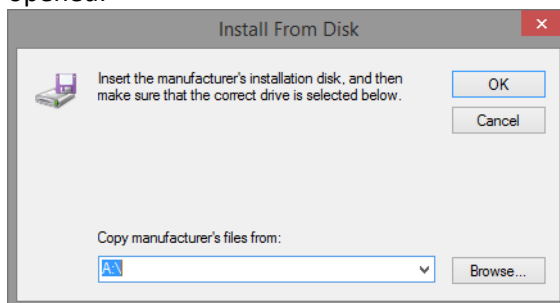 opened.
Install From Disk
Insert the manufacturer's installation disk, and then
make sure that the correct drive is selected below.
OK
Cancel
Copy manufacturer's files from:
A:\
Browse...